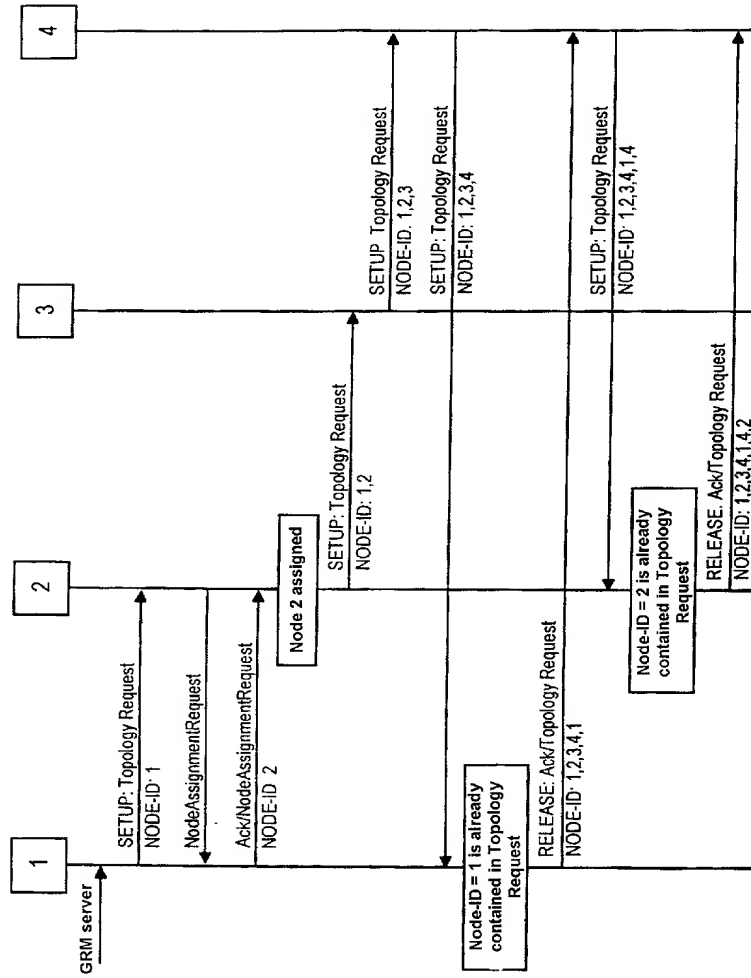 1
2
3
4
GRM server
SETUP: Topology Request
NODE-ID: 1
NodeAssignmentRequest
Ack/NodeAssignmentRequest
NODE-ID 2
Node 2 assigned
SETUP: Topology Request
NODE-ID: 1,2
SETUP Topology Request
NODE-ID: 1,2,3
SETUP: Topology Request
NODE-ID: 1,2,3,4
Node-ID = 1 is already
contained in Topology
Request
RELEASE: Ack/Topology Request
NODE-ID: 1,2,3,4,1
SETUP: Topology Request
NODE-ID: 1,2,3,4,1,4
Node-ID = 2 is already
contained in Topology
Request
RELEASE: Ack/Topology Request
NODE-ID: 1,2,3,4,1,4,2